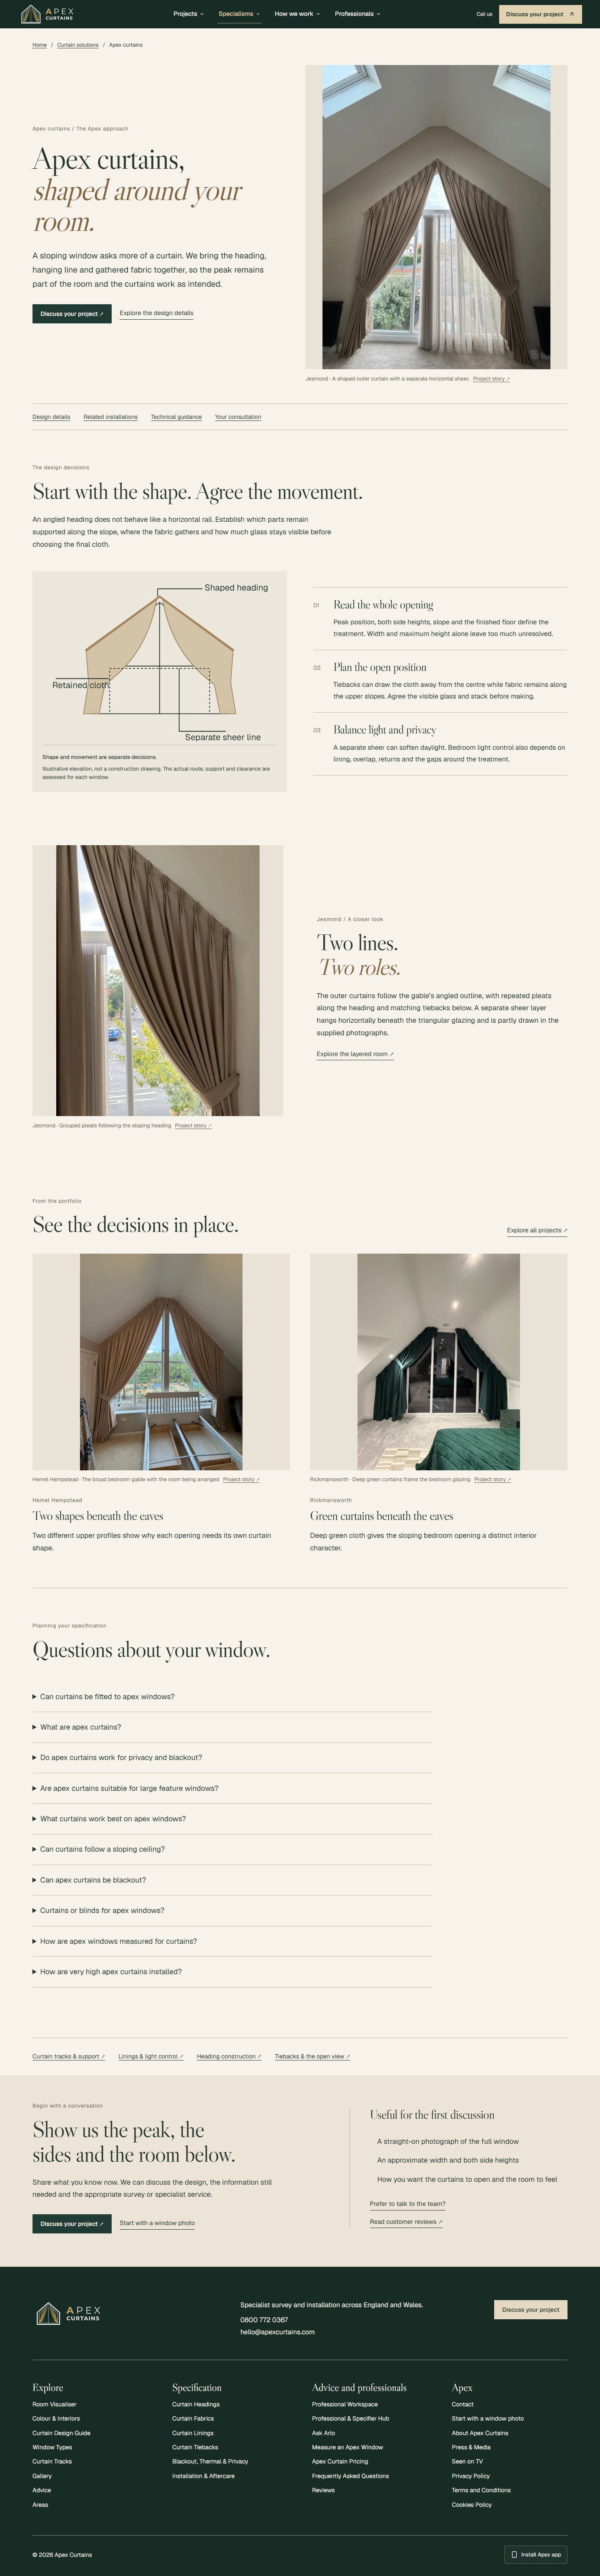 APEX
CURTAINS
Projects
Specialisms
How we work
Professionals
Call us
Discuss your project ↗
Home / Curtain solutions / Apex curtains
Apex curtains / The Apex approach
Apex curtains,
shaped around your
room.
A sloping window asks more of a curtain. We bring the heading,
hanging line and gathered fabric together, so the peak remains
part of the room and the curtains work as intended.
Discuss your project ↗
Explore the design details
Jesmond · A shaped outer curtain with a separate horizontal sheer. Project story ↗
Design details
Related installations
Technical guidance
Your consultation
The design decisions
Start with the shape. Agree the movement.
An angled heading does not behave like a horizontal rail. Establish which parts remain
supported along the slope, where the fabric gathers and how much glass stays visible before
choosing the final cloth.
Shaped heading
Retained cloth
Separate sheer line
Shape and movement are separate decisions.
Illustrative elevation, not a construction drawing. The actual route, support and clearance are
assessed for each window.
01 Read the whole opening
Peak position, both side heights, slope and the finished floor define the
treatment. Width and maximum height alone leave too much unresolved.
02 Plan the open position
Tiebacks can draw the cloth away from the centre while fabric remains along
the upper slopes. Agree the visible glass and stack before making.
03 Balance light and privacy
A separate sheer can soften daylight. Bedroom light control also depends on
lining, overlap, returns and the gaps around the treatment.
Jesmond / A closer look
Two lines.
Two roles.
The outer curtains follow the gable's angled outline, with repeated pleats
along the heading and matching tiebacks below. A separate sheer layer
hangs horizontally beneath the triangular glazing and is partly drawn in the
supplied photographs.
Explore the layered room ↗
Jesmond · Grouped pleats following the sloping heading Project story ↗
From the portfolio
See the decisions in place.
Explore all projects ↗
Hemel Hempstead · The broad bedroom gable with the room being arranged Project story ↗
Hemel Hempstead
Two shapes beneath the eaves
Two different upper profiles show why each opening needs its own curtain
shape.
Rickmansworth · Deep green curtains frame the bedroom glazing Project story ↗
Rickmansworth
Green curtains beneath the eaves
Deep green cloth gives the sloping bedroom opening a distinct interior
character.
Planning your specification
Questions about your window.
Can curtains be fitted to apex windows?
What are apex curtains?
Do apex curtains work for privacy and blackout?
Are apex curtains suitable for large feature windows?
What curtains work best on apex windows?
Can curtains follow a sloping ceiling?
Can apex curtains be blackout?
Curtains or blinds for apex windows?
How are apex windows measured for curtains?
How are very high apex curtains installed?
Curtain tracks & support ↗
Linings & light control ↗
Heading construction ↗
Tiebacks & the open view ↗
Begin with a conversation
Show us the peak, the
sides and the room below.
Share what you know now. We can discuss the design, the information still
needed and the appropriate survey or specialist service.
Discuss your project ↗
Start with a window photo
Useful for the first discussion
A straight-on photograph of the full window
An approximate width and both side heights
How you want the curtains to open and the room to feel
Prefer to talk to the team?
Read customer reviews ↗
APEX
CURTAINS
Specialist survey and installation across England and Wales.
0800 772 0367
hello@apexcurtains.com
Discuss your project
Explore
Room Visualiser
Colour & Interiors
Curtain Design Guide
Window Types
Curtain Tracks
Gallery
Advice
Areas
Specification
Curtain Headings
Curtain Fabrics
Curtain Linings
Curtain Tiebacks
Blackout, Thermal & Privacy
Installation & Aftercare
Advice and professionals
Professional Workspace
Professional & Specifier Hub
Ask Arlo
Measure an Apex Window
Apex Curtain Pricing
Frequently Asked Questions
Reviews
Apex
Contact
Start with a window photo
About Apex Curtains
Press & Media
Seen on TV
Privacy Policy
Terms and Conditions
Cookies Policy
© 2026 Apex Curtains
Install Apex app